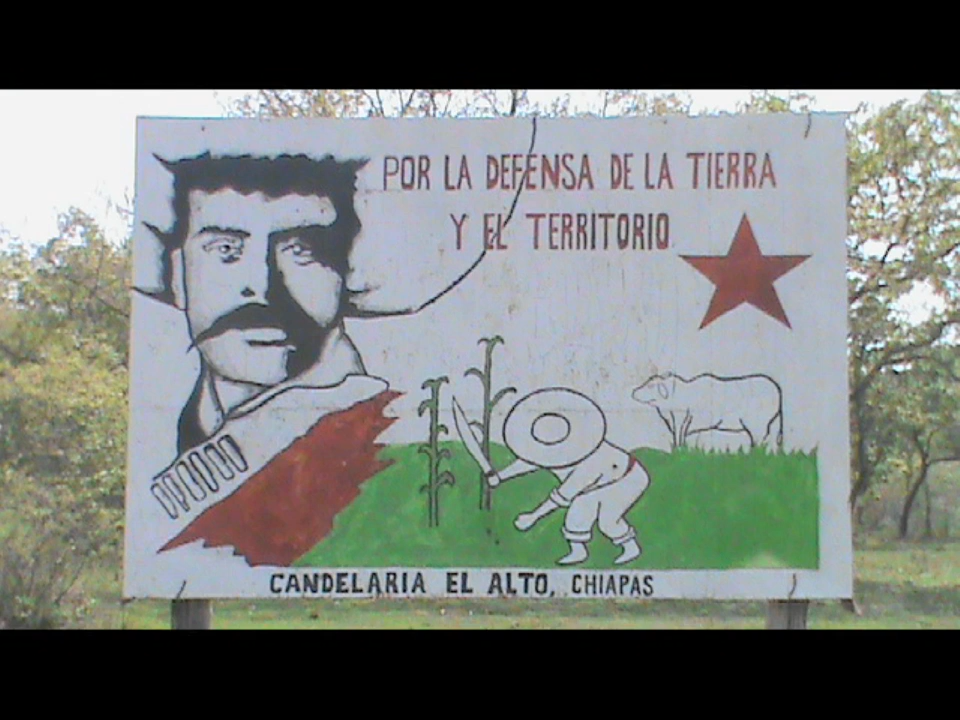 POR LA DEFENSA DE LA TIERRA
Y EL TERRITORIO
CANDELARIA EL ALTO, CHIAPAS